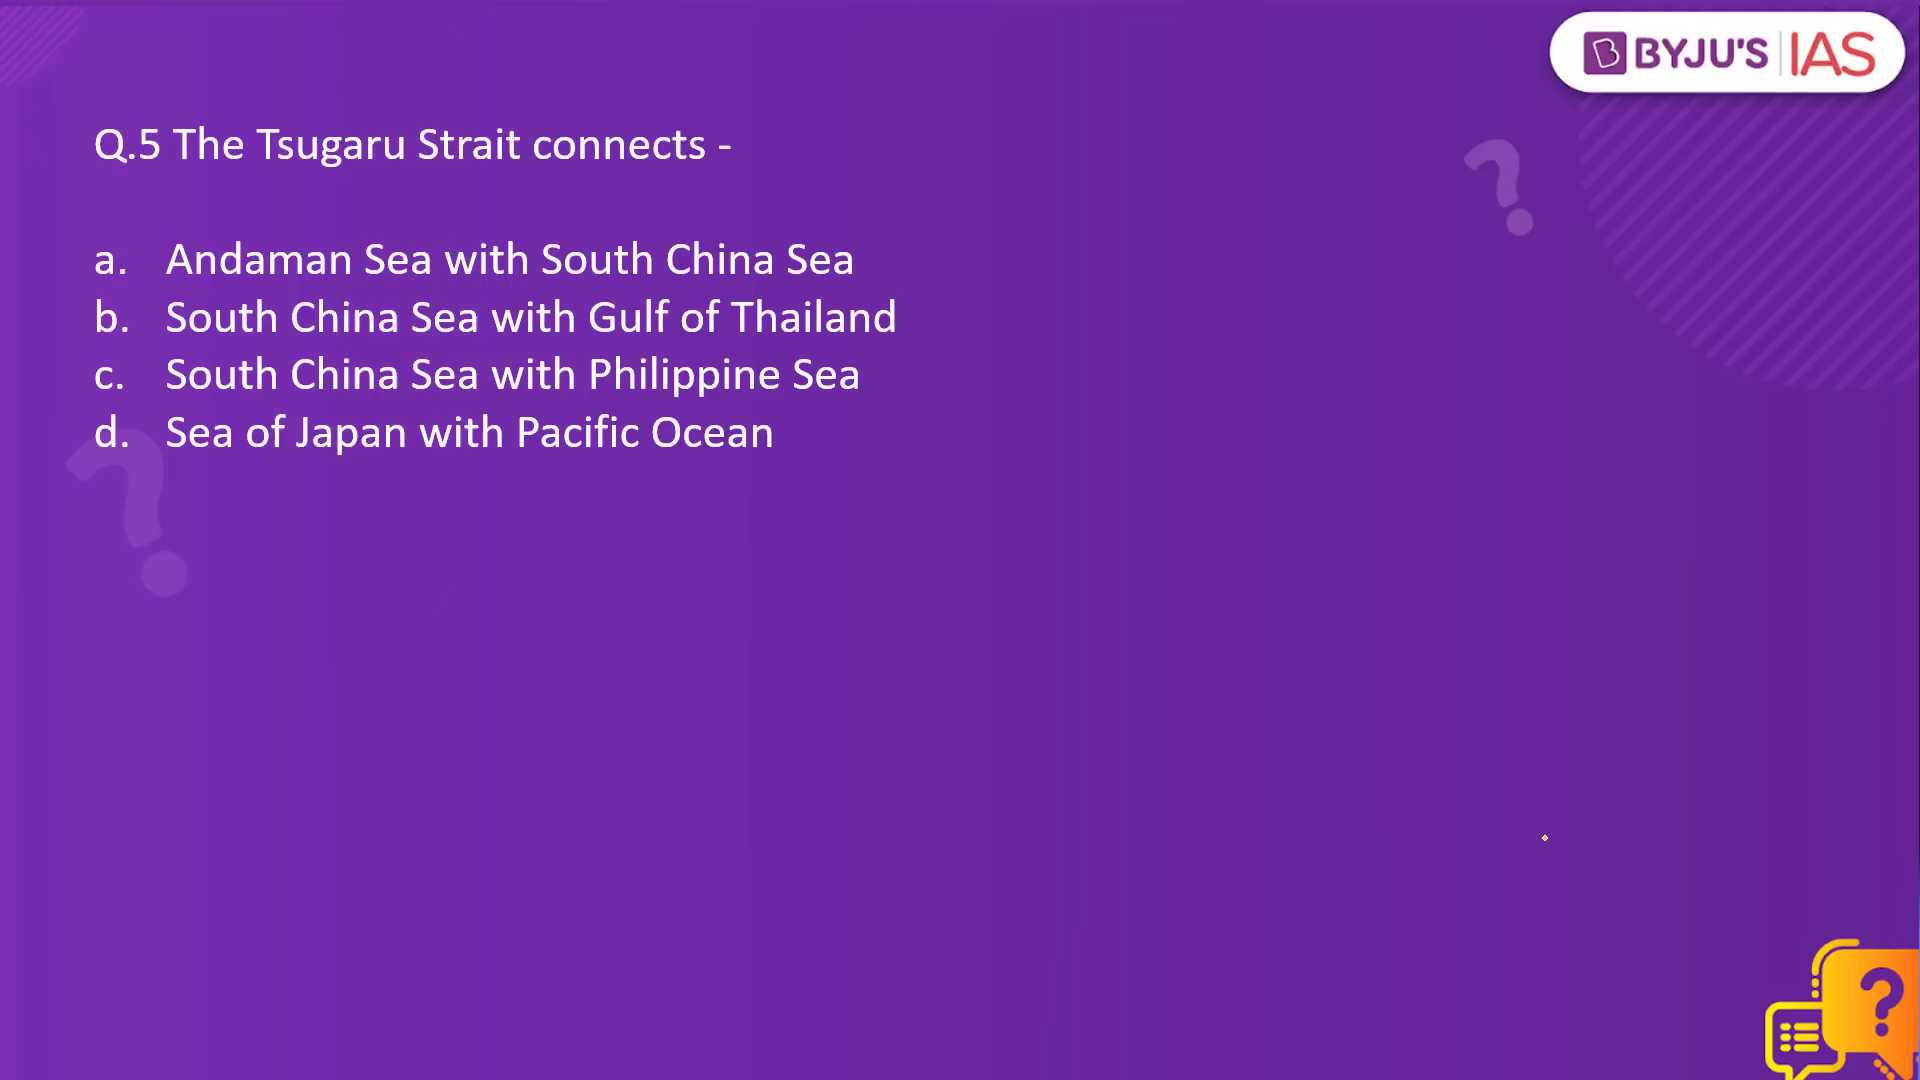 BYJU'S IAS
Q.5 The Tsugaru Strait connects -
a. Andaman Sea with South China Sea
b. South China Sea with Gulf of Thailand
c. South China Sea with Philippine Sea
d. Sea of Japan with Pacific Ocean